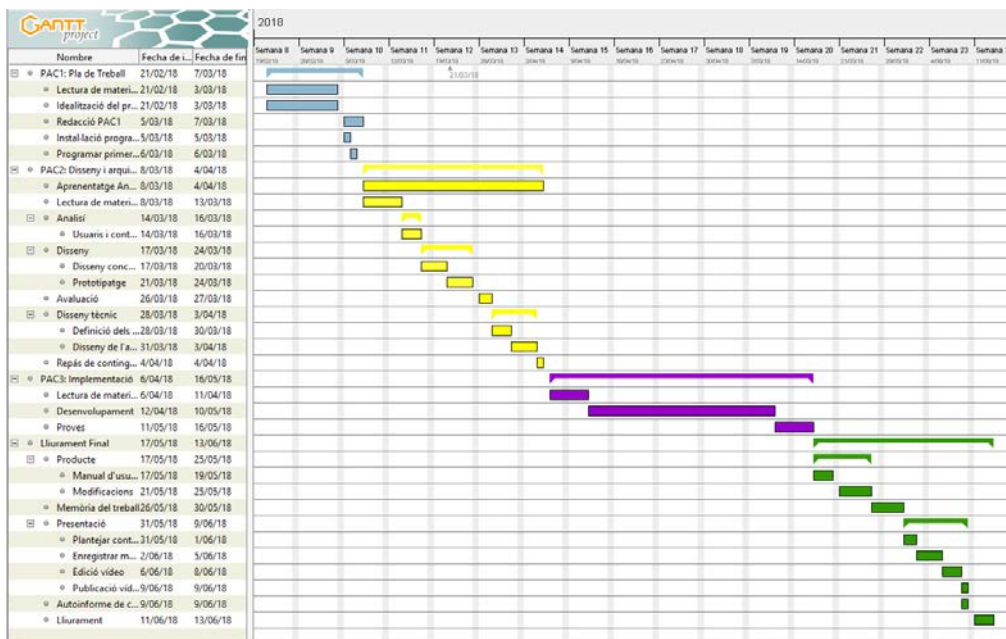 GANTT
project
2018
Semana 8 Semana 9 Semana 10 Semana 11 Semana 12 Semana 13 Semana 14 Semana 15 Semana 16 Semana 17 Semana 18 Semana 19 Semana 20 Semana 21 Semana 22 Semana 23 Semana
Nombre Fecha de i... Fecha de fin
21/03/18
PAC1: Pla de Treball 21/02/18 7/03/18
Lectura de materi... 21/02/18 3/03/18
Idealització del pr... 21/02/18 3/03/18
Redacció PAC1 5/03/18 7/03/18
Instal·lació progra... 5/03/18 5/03/18
Programar primer... 6/03/18 6/03/18
PAC2: Disseny i arqui... 8/03/18 4/04/18
Aprenentatge An... 8/03/18 4/04/18
Lectura de materi... 8/03/18 13/03/18
Analisí 14/03/18 16/03/18
Usuaris i cont... 14/03/18 16/03/18
Disseny 17/03/18 24/03/18
Disseny conc... 17/03/18 20/03/18
Prototipatge 21/03/18 24/03/18
Avaluació 26/03/18 27/03/18
Disseny tècnic 28/03/18 3/04/18
Definició dels ... 28/03/18 30/03/18
Disseny de l'a... 31/03/18 3/04/18
Repás de conting... 4/04/18 4/04/18
PAC3: Implementació 6/04/18 16/05/18
Lectura de materi... 6/04/18 11/04/18
Desenvolupament 12/04/18 10/05/18
Proves 11/05/18 16/05/18
Lliurament Final 17/05/18 13/06/18
Producte 17/05/18 25/05/18
Manual d'usu... 17/05/18 19/05/18
Modificacions 21/05/18 25/05/18
Memòria del treball 26/05/18 30/05/18
Presentació 31/05/18 9/06/18
Plantejar cont... 31/05/18 1/06/18
Enregistrar m... 2/06/18 5/06/18
Edició vídeo 6/06/18 8/06/18
Publicació víd... 9/06/18 9/06/18
Autoinforme de c... 9/06/18 9/06/18
Lliurament 11/06/18 13/06/18